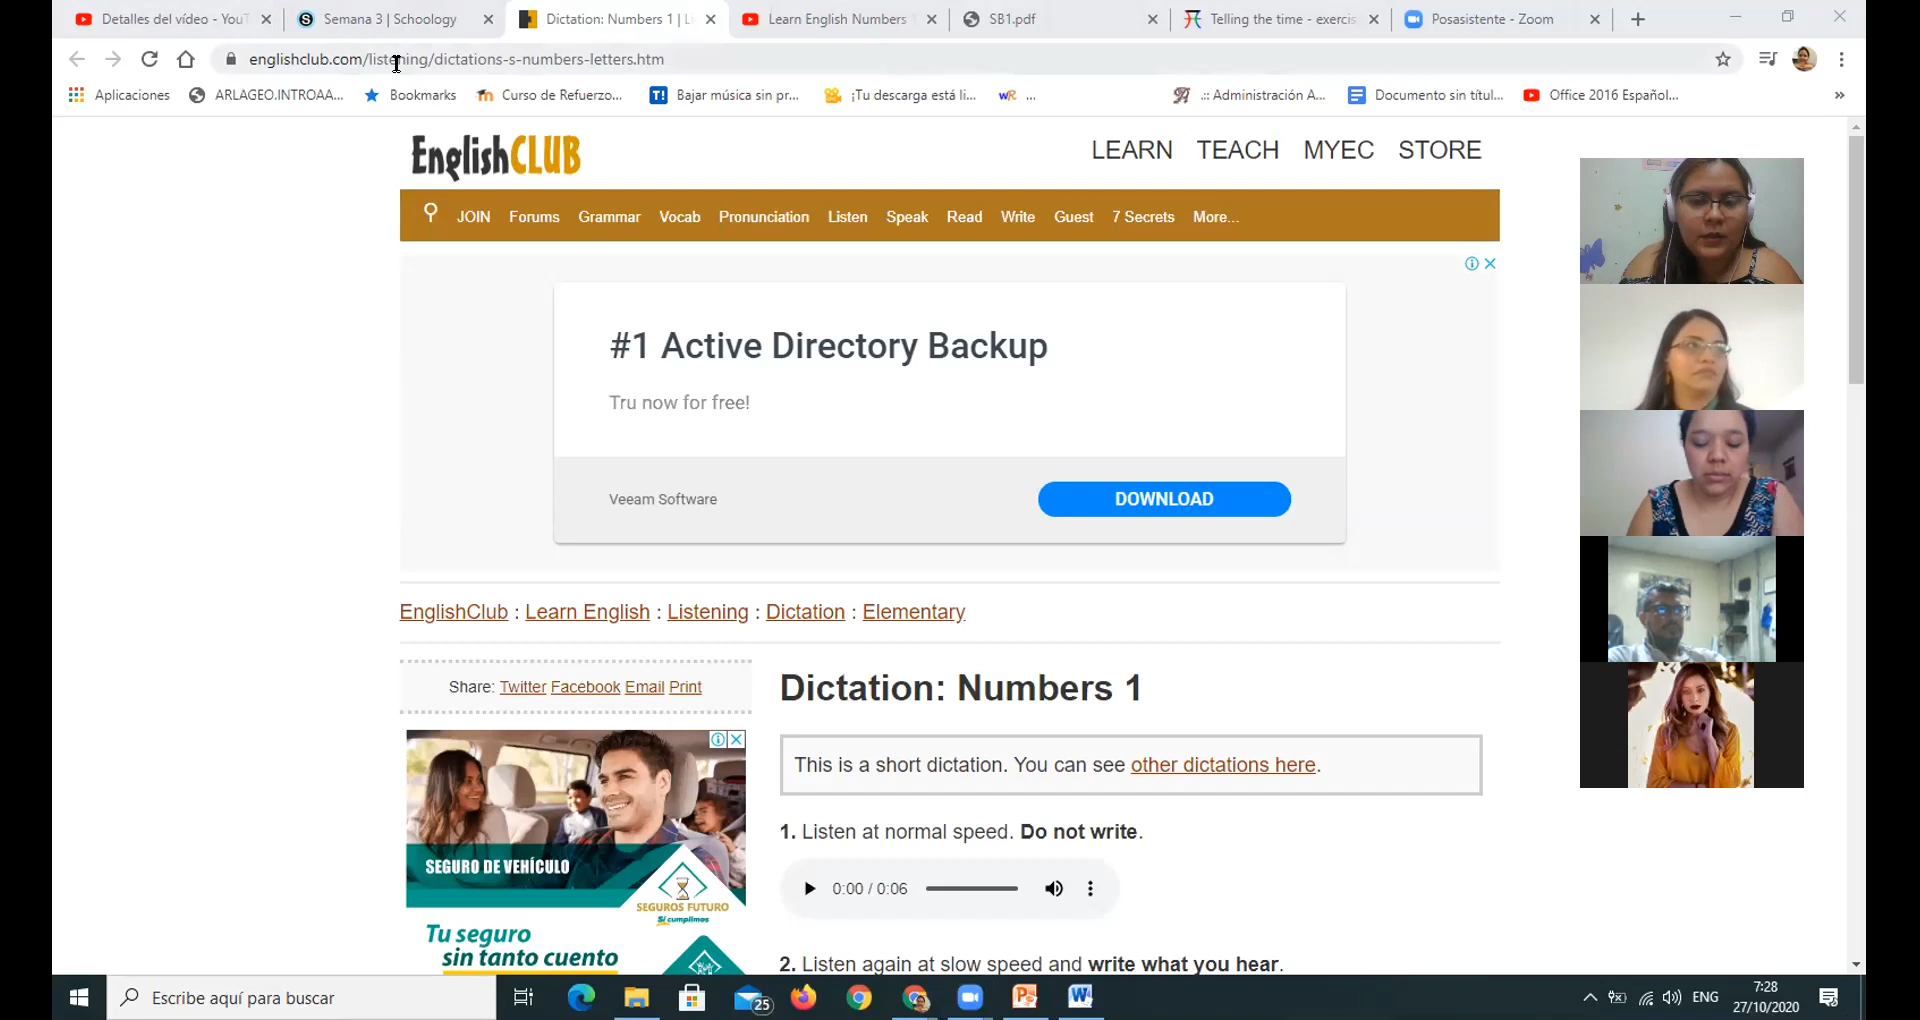 Detalles del vídeo - YouT
Semana 3 | Schoology
Dictation: Numbers 1 | Li
Learn English Numbers 1
SB1.pdf
Telling the time - exercis
Posasistente - Zoom
englishclub.com/listening/dictations-s-numbers-letters.htm
Aplicaciones
ARLAGEO.INTROAA...
Bookmarks
Curso de Refuerzo...
T!
Bajar música sin pr...
¡Tu descarga está li...
wR
...
.:: Administración A...
Documento sin títul...
Office 2016 Español...
»
EnglishCLUB
LEARN TEACH MYEC STORE
JOIN Forums Grammar Vocab Pronunciation Listen Speak Read Write Guest 7 Secrets More...
#1 Active Directory Backup
Tru now for free!
Veeam Software
DOWNLOAD
EnglishClub : Learn English : Listening : Dictation : Elementary
Share: Twitter Facebook Email Print
Dictation: Numbers 1
This is a short dictation. You can see other dictations here.
1. Listen at normal speed. Do not write.
0:00 / 0:06
2. Listen again at slow speed and write what you hear.
SEGURO DE VEHÍCULO
SEGUROS FUTURO
Sí cumplimos
Tu seguro
sin tanto cuento
Escribe aquí para buscar
25
ENG
7:28
27/10/2020